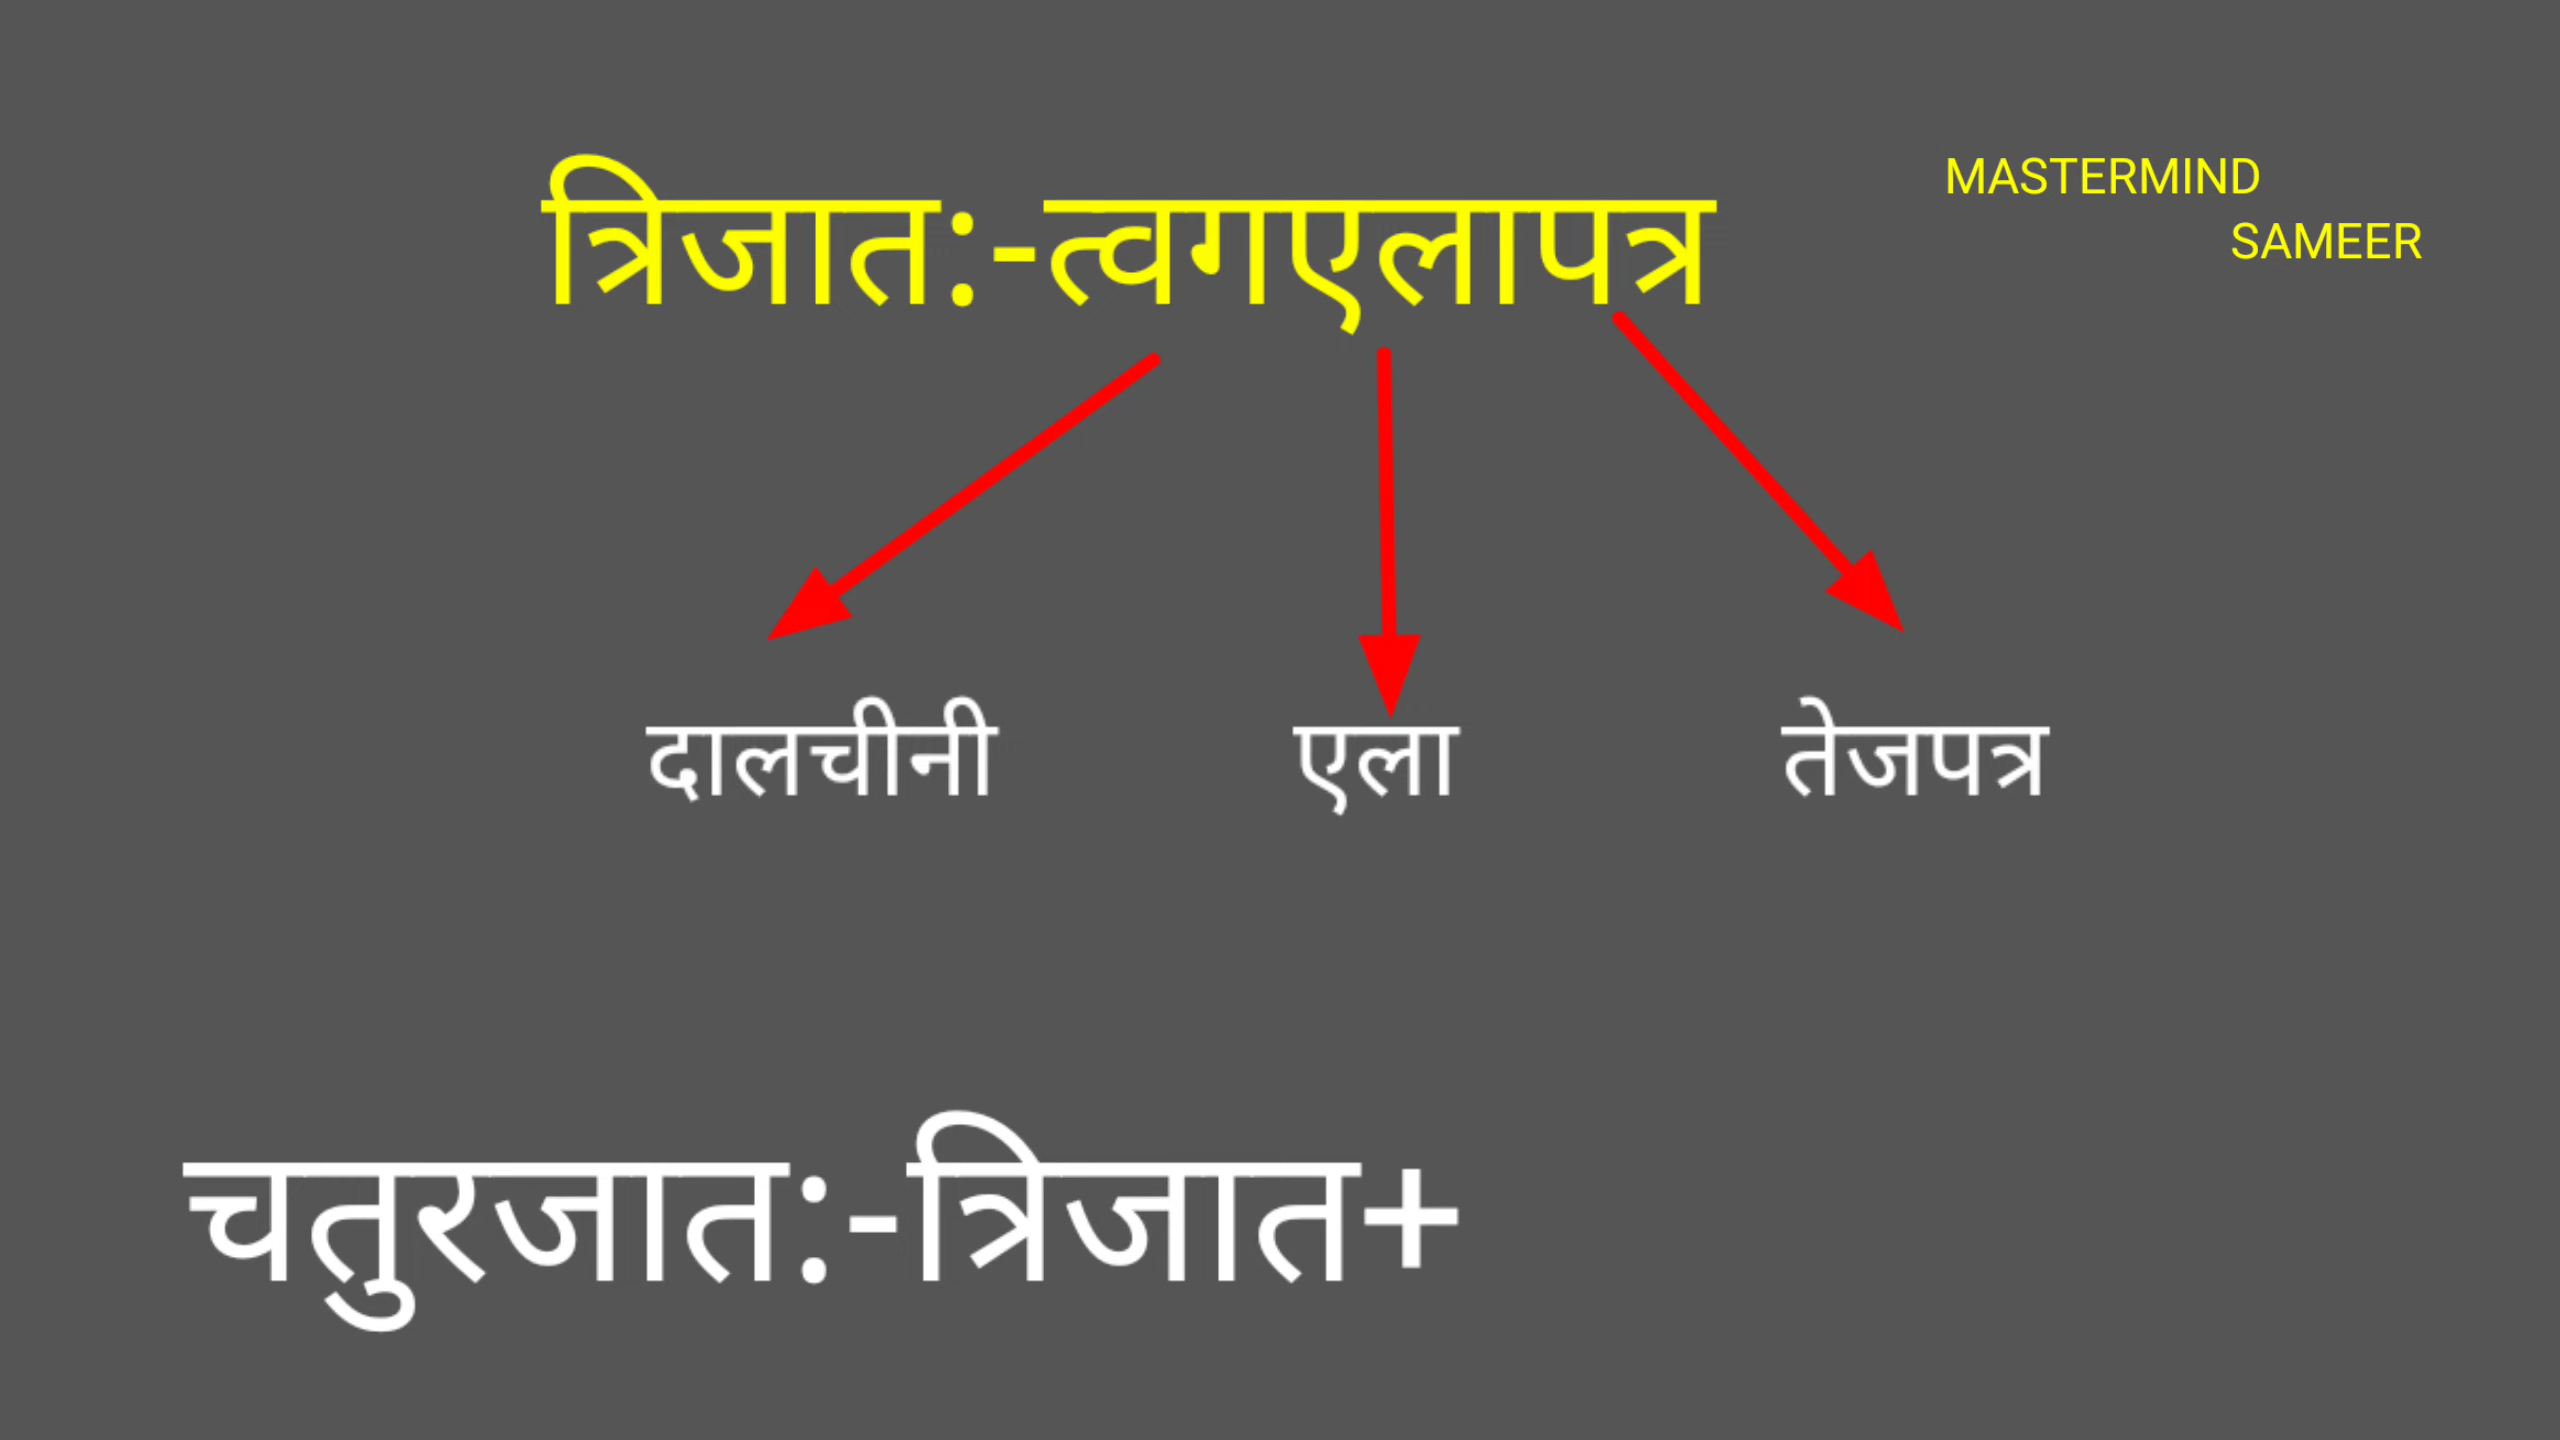 त्रिजात:-त्वगएलापत्र
MASTERMIND
SAMEER
दालचीनी एला तेजपत्र
चतुरजात:-त्रिजात+